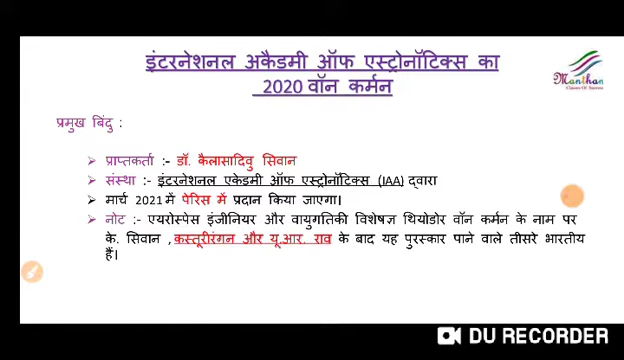 इंटरनेशनल अकैडमी ऑफ एस्ट्रोनॉटिक्स का
2020 वॉन कर्मन
Manthan
Classes Of Success
प्रमुख बिंदु :
➢ प्राप्तकर्ता :- डॉ. कैलासादिवु सिवान
➢ संस्था :- इंटरनेशनल एकेडमी ऑफ एस्ट्रोनॉटिक्स (IAA) द्वारा
➢ मार्च 2021 में पेरिस में प्रदान किया जाएगा।
➢ नोट :- एयरोस्पेस इंजीनियर और वायुगतिकी विशेषज्ञ थियोडोर वॉन कर्मन के नाम पर
के. सिवान , कस्तूरीरंगन और यू.आर. राव के बाद यह पुरस्कार पाने वाले तीसरे भारतीय
हैं।
DU RECORDER